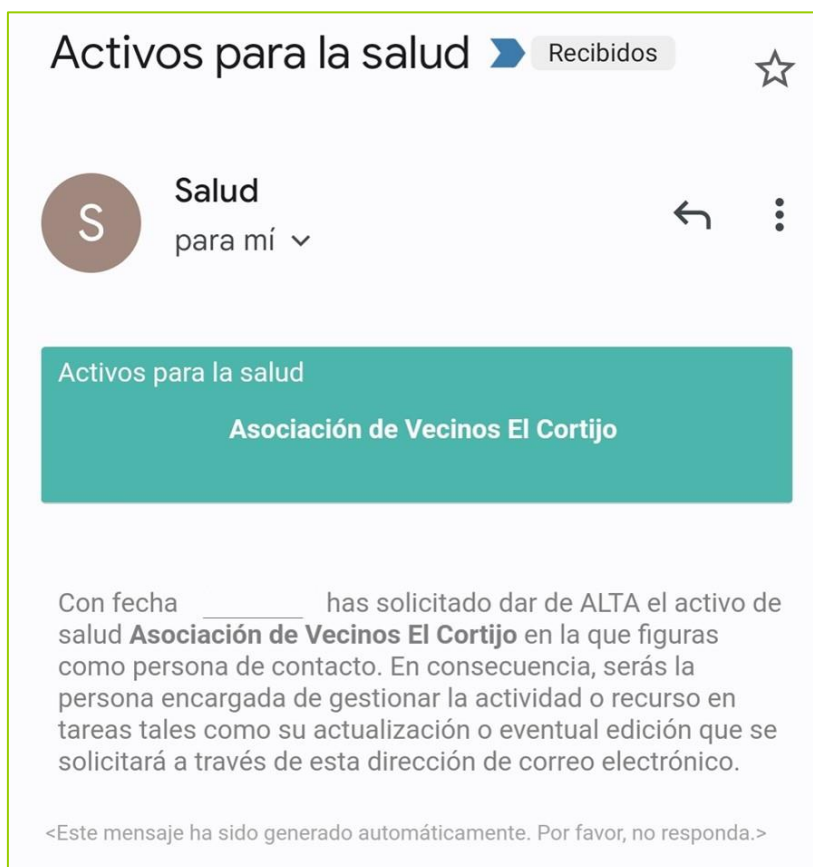 Activos para la salud Recibidos
S
Salud
para mí
Activos para la salud
Asociación de Vecinos El Cortijo
Con fecha _______ has solicitado dar de ALTA el activo de
salud Asociación de Vecinos El Cortijo en la que figuras
como persona de contacto. En consecuencia, serás la
persona encargada de gestionar la actividad o recurso en
tareas tales como su actualización o eventual edición que se
solicitará a través de esta dirección de correo electrónico.
<Este mensaje ha sido generado automáticamente. Por favor, no responda.>